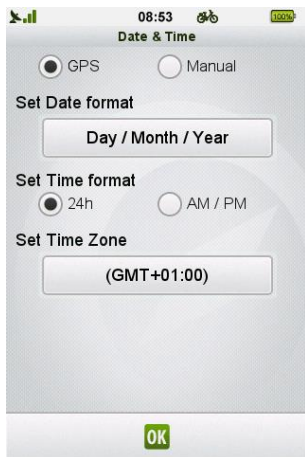 08:53
100%
Date & Time
GPS Manual
Set Date format
Day / Month / Year
Set Time format
24h AM / PM
Set Time Zone
(GMT+01:00)
OK